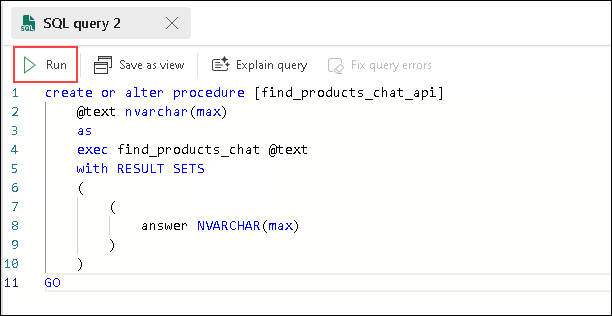 SQL query 2
Run Save as view Explain query Fix query errors
1 create or alter procedure [find_products_chat_api]
2 @text nvarchar(max)
3 as
4 exec find_products_chat @text
5 with RESULT SETS
6 (
7 (
8 answer NVARCHAR(max)
9 )
10 )
11 GO